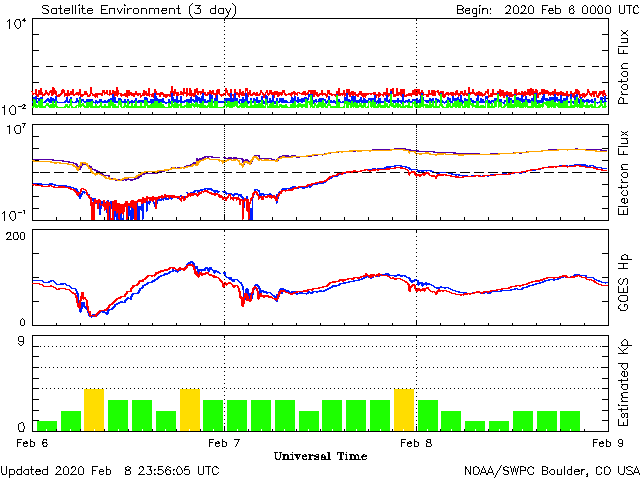 Satellite Environment (3 day)
Begin: 2020 Feb 6 0000 UTC
10^4
10^-2
Proton Flux
10^7
10^-1
Electron Flux
200
0
GOES Hp
9
0
Estimated Kp
Feb 6
Feb 7
Feb 8
Feb 9
Universal Time
Updated 2020 Feb 8 23:56:05 UTC
NOAA/SWPC Boulder, CO USA